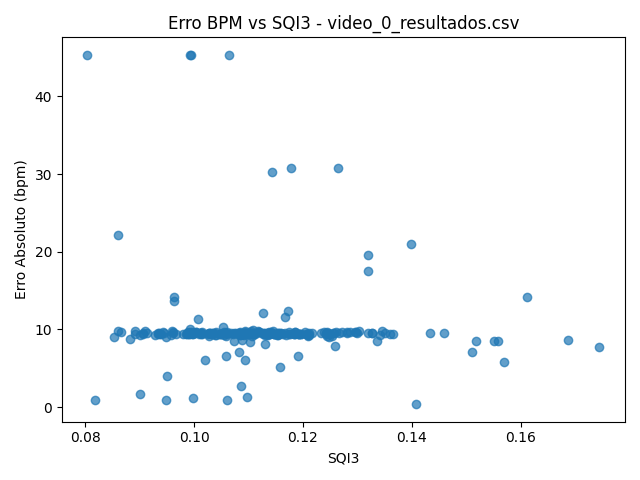 Erro BPM vs SQI3 - video_0_resultados.csv
Erro Absoluto (bpm)
40
30
20
10
0
0.08 0.10 0.12 0.14 0.16
SQI3